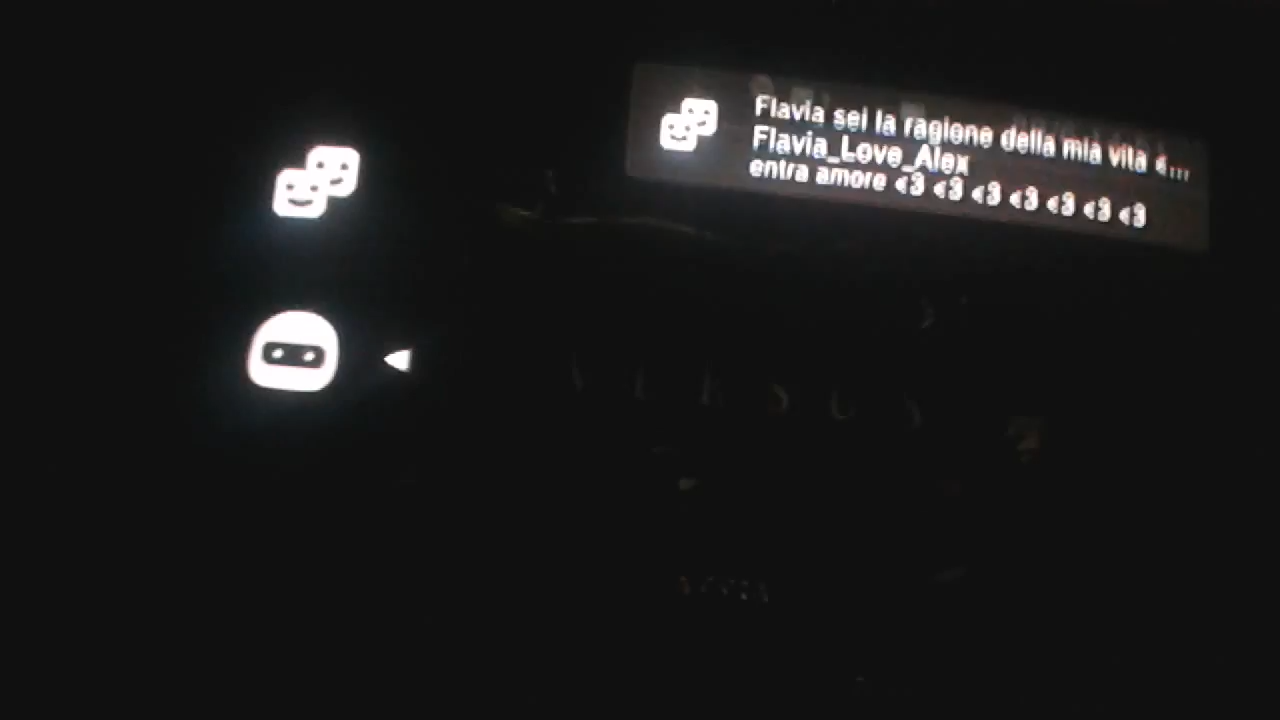 Flavia sei la ragione della mia vita <...
Flavia_Love_Alex
entra amore <3 <3 <3 <3 <3 <3 <3